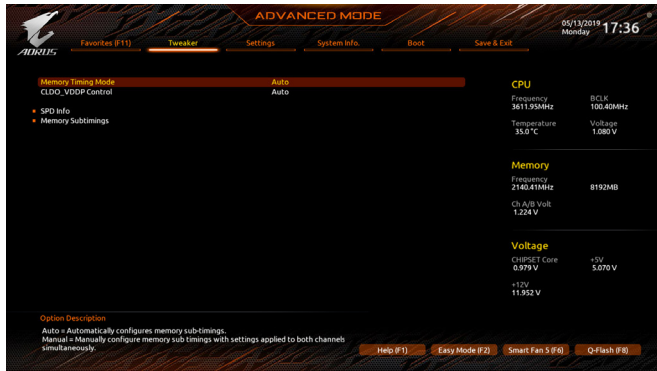 ADVANCED MODE
05/13/2019 Monday 17:36
AORUS
Favorites (F11) Tweaker Settings System Info. Boot Save & Exit
Memory Timing Mode Auto
CLDO_VDDP Control Auto
SPD Info
Memory Subtimings
CPU
Frequency BCLK
3611.95MHz 100.40MHz
Temperature Voltage
35.0 °C 1.080 V
Memory
Frequency
2140.41MHz 8192MB
Ch A/B Volt
1.224 V
Voltage
CHIPSET Core +5V
0.979 V 5.070 V
+12V
11.952 V
Option Description
Auto = Automatically configures memory sub-timings.
Manual = Manually configure memory sub timings with settings applied to both channels
simultaneously.
Help (F1) Easy Mode (F2) Smart Fan 5 (F6) Q-Flash (F8)